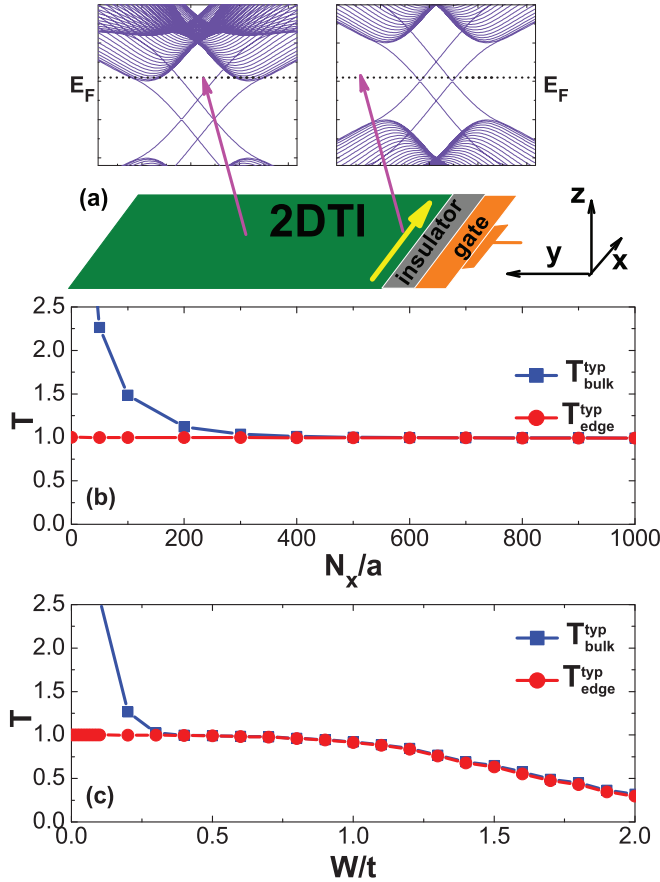 E_F
E_F
(a)
2DTI
insulator
gate
z
y
x
2.5
2.0
1.5
1.0
0.5
0.0
T
T^typ_bulk
T^typ_edge
(b)
0
200
400
600
800
1000
N_x/a
2.5
2.0
1.5
1.0
0.5
0.0
T
T^typ_bulk
T^typ_edge
(c)
0.0
0.5
1.0
1.5
2.0
W/t